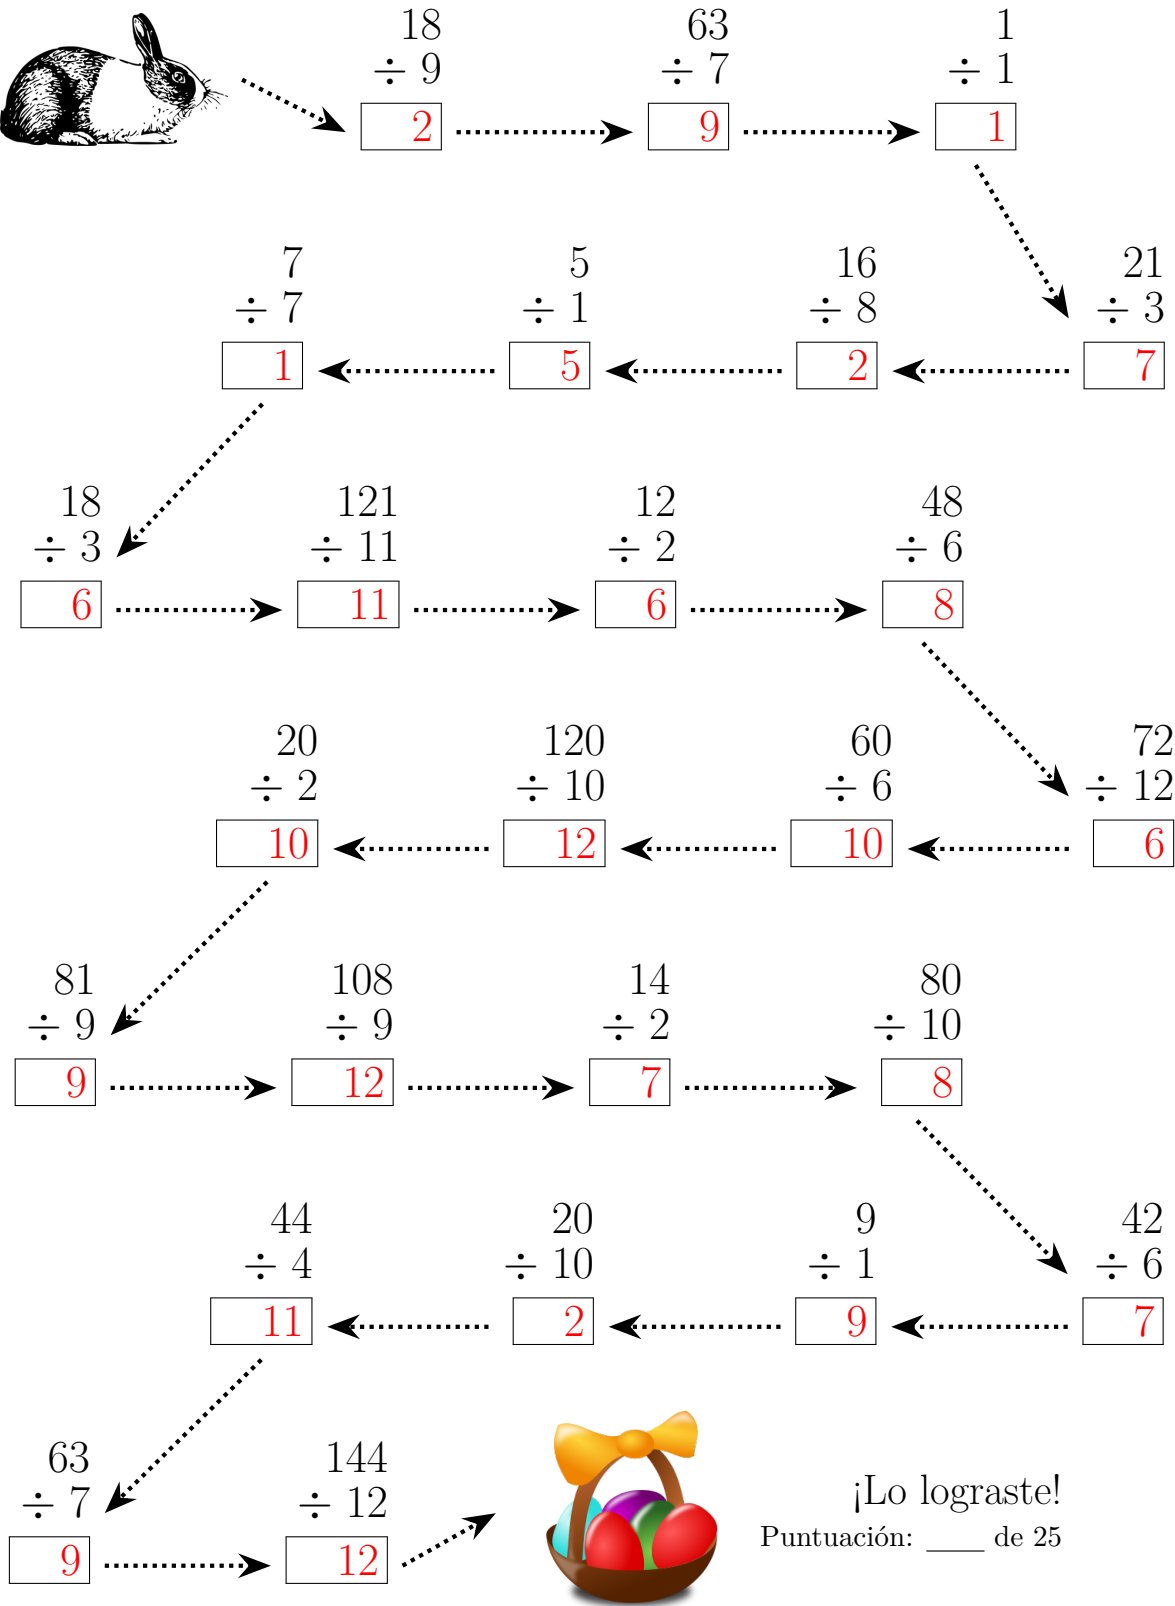 18 63 1
÷ 9 ÷ 7 ÷ 1
2 9 1
7 5 16 21
÷ 7 ÷ 1 ÷ 8 ÷ 3
1 5 2 7
18 121 12 48
÷ 3 ÷ 11 ÷ 2 ÷ 6
6 11 6 8
20 120 60 72
÷ 2 ÷ 10 ÷ 6 ÷ 12
10 12 10 6
81 108 14 80
÷ 9 ÷ 9 ÷ 2 ÷ 10
9 12 7 8
44 20 9 42
÷ 4 ÷ 10 ÷ 1 ÷ 6
11 2 9 7
63 144
÷ 7 ÷ 12
9 12
¡Lo lograste!
Puntuación: ____ de 25